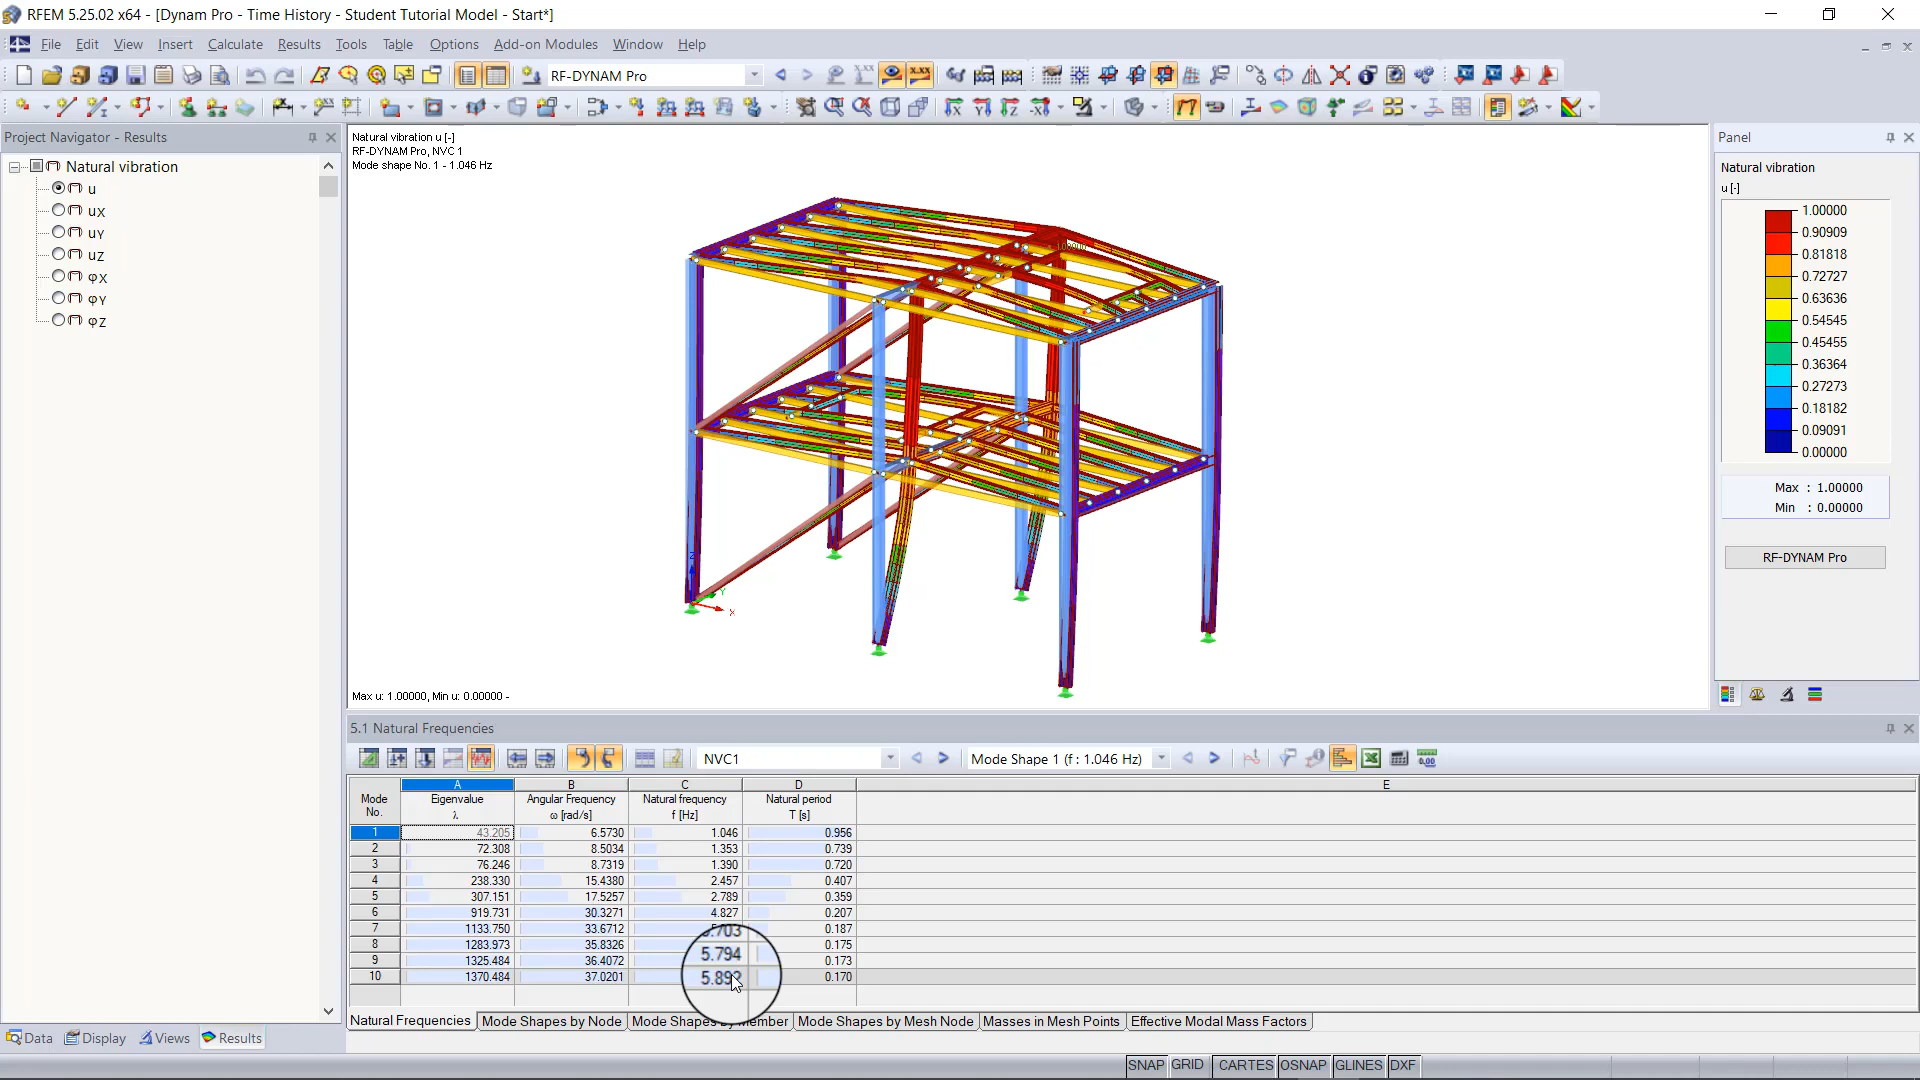 RFEM 5.25.02 x64 - [Dynam Pro - Time History - Student Tutorial Model - Start*]
File Edit View Insert Calculate Results Tools Table Options Add-on Modules Window Help
RF-DYNAM Pro
Project Navigator - Results
Natural vibration
u
uX
uY
uZ
φX
φY
φZ
Data Display Views Results
Natural vibration u [-]
RF-DYNAM Pro, NVC 1
Mode shape No. 1 - 1.046 Hz
1.00000
Z
Y
X
Max u: 1.00000, Min u: 0.00000 -
Panel
Natural vibration
u [-]
1.00000
0.90909
0.81818
0.72727
0.63636
0.54545
0.45455
0.36364
0.27273
0.18182
0.09091
0.00000
Max : 1.00000
Min : 0.00000
RF-DYNAM Pro
5.1 Natural Frequencies
NVC1 Mode Shape 1 (f : 1.046 Hz)
A B C D E
Mode No. Eigenvalue λ Angular Frequency ω [rad/s] Natural frequency f [Hz] Natural period T [s]
1 43.205 6.5730 1.046 0.956
2 72.308 8.5034 1.353 0.739
3 76.246 8.7319 1.390 0.720
4 238.330 15.4380 2.457 0.407
5 307.151 17.5257 2.789 0.359
6 919.731 30.3271 4.827 0.207
7 1133.750 33.6712 0.187
8 1283.973 35.8326 5.703 0.175
9 1325.484 36.4072 5.794 0.173
10 1370.484 37.0201 5.892 0.170
Natural Frequencies Mode Shapes by Node Mode Shapes by Member Mode Shapes by Mesh Node Masses in Mesh Points Effective Modal Mass Factors
SNAP GRID CARTES OSNAP GLINES DXF